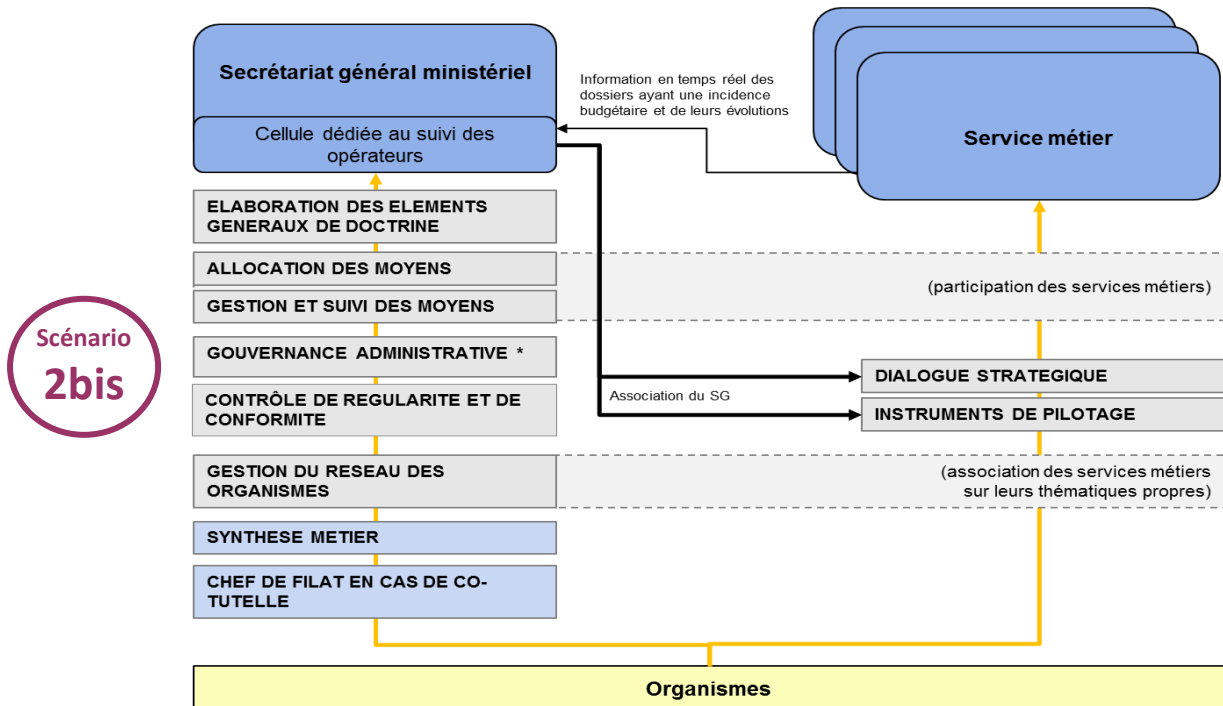 Secrétariat général ministériel
Cellule dédiée au suivi des
opérateurs
Information en temps réel des
dossiers ayant une incidence
budgétaire et de leurs évolutions
Service métier
ELABORATION DES ELEMENTS
GENERAUX DE DOCTRINE
ALLOCATION DES MOYENS
(participation des services métiers)
GESTION ET SUIVI DES MOYENS
Scénario
2bis
GOUVERNANCE ADMINISTRATIVE *
DIALOGUE STRATEGIQUE
CONTRÔLE DE REGULARITE ET DE
CONFORMITE
Association du SG
INSTRUMENTS DE PILOTAGE
GESTION DU RESEAU DES
ORGANISMES
(association des services métiers
sur leurs thématiques propres)
SYNTHESE METIER
CHEF DE FILAT EN CAS DE CO-
TUTELLE
Organismes